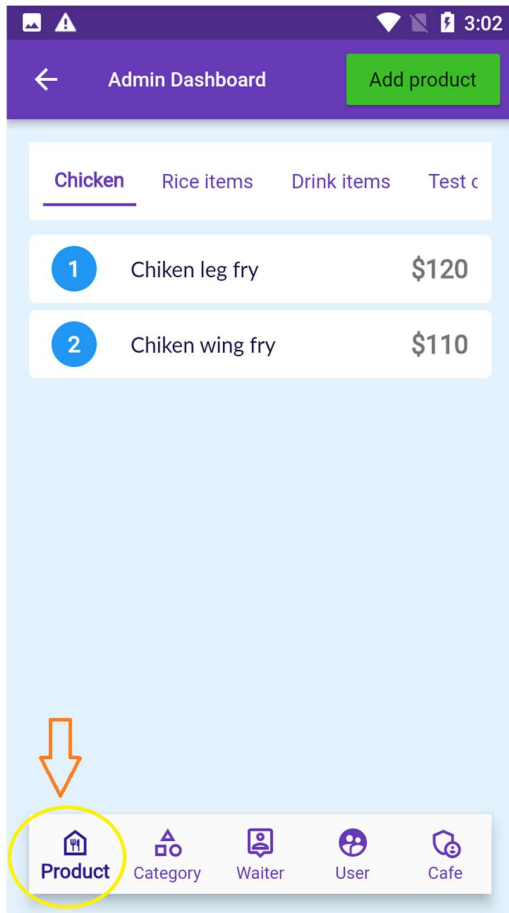 3:02
Admin Dashboard
Add product
Chicken Rice items Drink items Test c
1 Chiken leg fry $120
2 Chiken wing fry $110
Product Category Waiter User Cafe